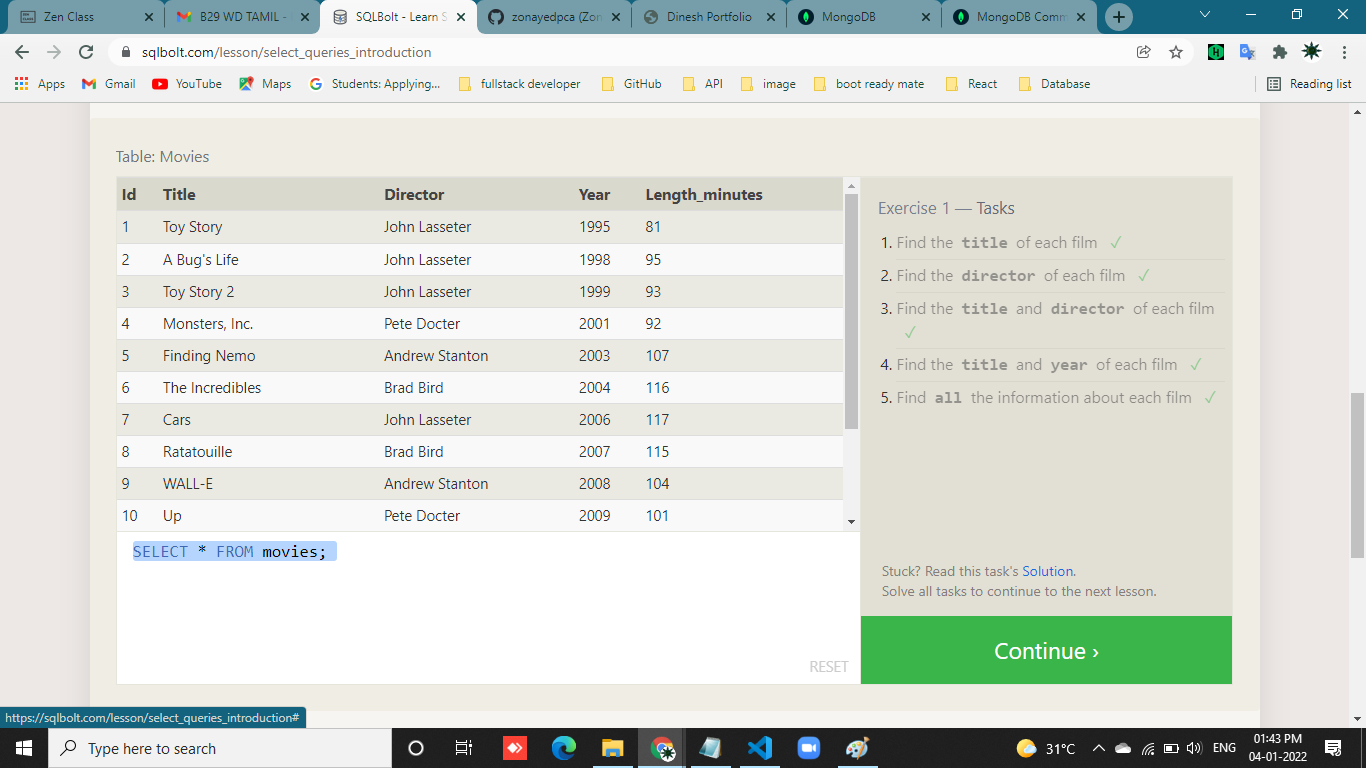 Zen Class
B29 WD TAMIL -
SQLBolt - Learn S
zonayedpca (Zon
Dinesh Portfolio
MongoDB
MongoDB Comm
sqlbolt.com/lesson/select_queries_introduction
Apps Gmail YouTube Maps Students: Applying... fullstack developer GitHub API image boot ready mate React Database Reading list
Table: Movies
Id Title Director Year Length_minutes
1 Toy Story John Lasseter 1995 81
2 A Bug's Life John Lasseter 1998 95
3 Toy Story 2 John Lasseter 1999 93
4 Monsters, Inc. Pete Docter 2001 92
5 Finding Nemo Andrew Stanton 2003 107
6 The Incredibles Brad Bird 2004 116
7 Cars John Lasseter 2006 117
8 Ratatouille Brad Bird 2007 115
9 WALL-E Andrew Stanton 2008 104
10 Up Pete Docter 2009 101
SELECT * FROM movies;
RESET
Exercise 1 — Tasks
1. Find the title of each film ✓
2. Find the director of each film ✓
3. Find the title and director of each film
✓
4. Find the title and year of each film ✓
5. Find all the information about each film ✓
Stuck? Read this task's Solution.
Solve all tasks to continue to the next lesson.
Continue ›
https://sqlbolt.com/lesson/select_queries_introduction#
Type here to search
31°C
ENG
01:43 PM
04-01-2022